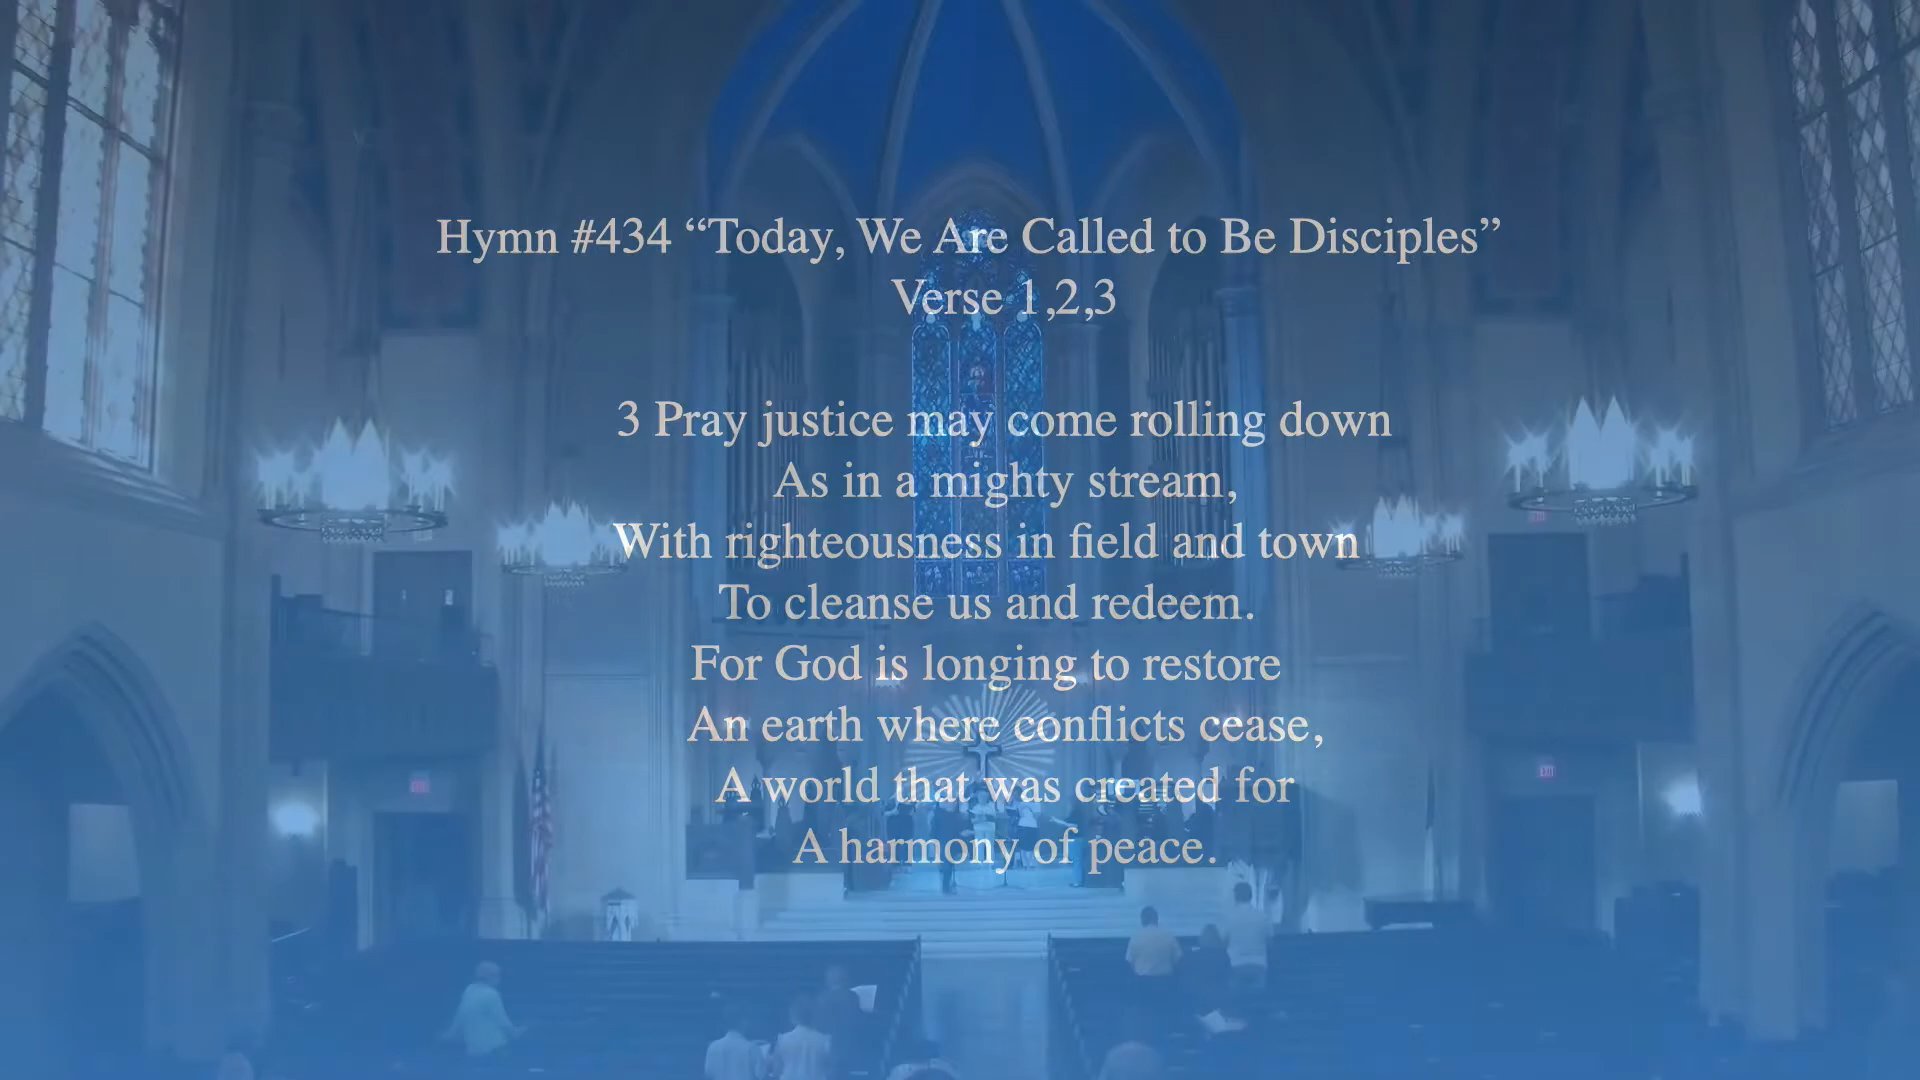 Hymn #434 “Today, We Are Called to Be Disciples”
Verse 1,2,3
3 Pray justice may come rolling down
As in a mighty stream,
With righteousness in field and town
To cleanse us and redeem.
For God is longing to restore
An earth where conflicts cease,
A world that was created for
A harmony of peace.
EXIT